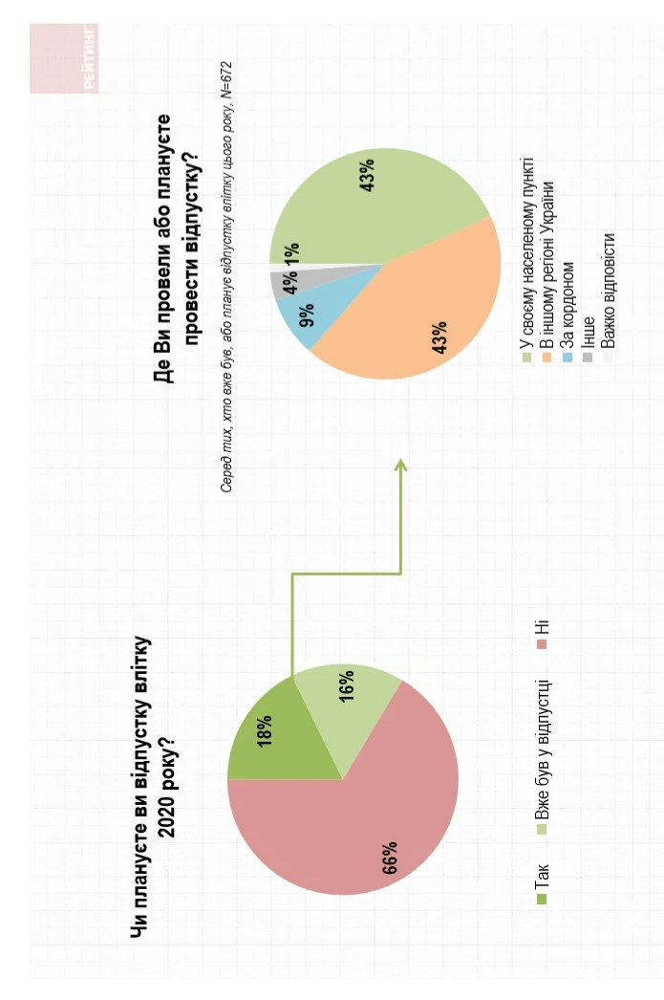 РЕЙТИНГ
Чи плануєте ви відпустку влітку
2020 року?
18%
16%
66%
Так
Вже був у відпустці
Ні
Де Ви провели або плануєте
провести відпустку?
Серед тих, хто вже був, або планує відпустку влітку цього року, N=672
43%
43%
9%
4%
1%
У своєму населеному пункті
В іншому регіоні України
За кордоном
Інше
Важко відповісти